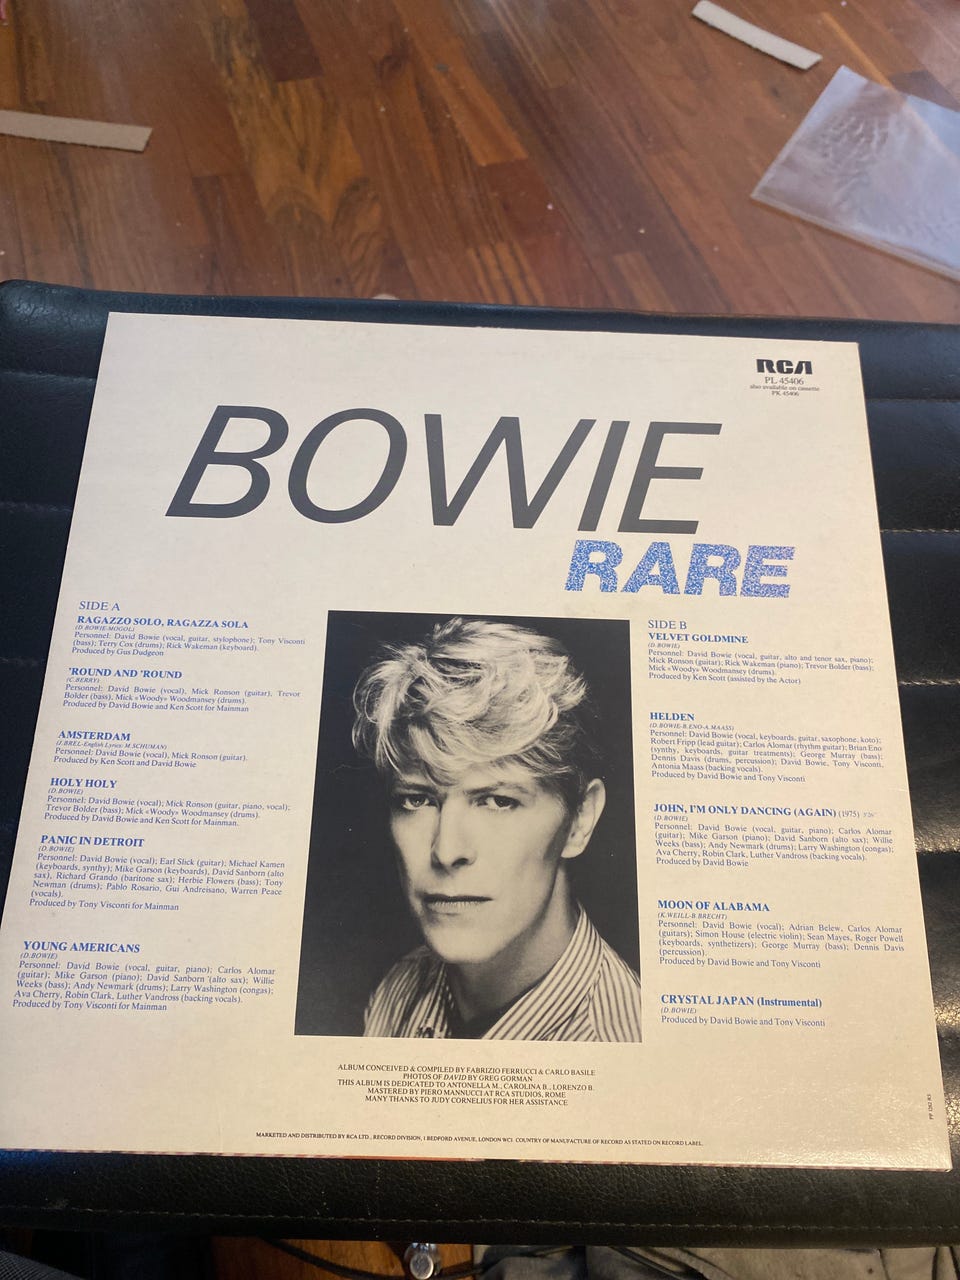 RCA
PL 45406
also available on cassette
PK 45406
BOWIE
RARE
SIDE A
RAGAZZO SOLO, RAGAZZA SOLA
(D. BOWIE-MOGOL)
Personnel: David Bowie (vocal, guitar, stylophone); Tony Visconti
(bass); Terry Cox (drums); Rick Wakeman (keyboard).
Produced by Gus Dudgeon
'ROUND AND 'ROUND
(C. BERRY)
Personnel: David Bowie (vocal), Mick Ronson (guitar), Trevor
Bolder (bass), Mick «Woody» Woodmansey (drums).
Produced by David Bowie and Ken Scott for Mainman
AMSTERDAM
(J. BREL-English Lyrics: M. SCHUMAN)
Personnel: David Bowie (vocal), Mick Ronson (guitar).
Produced by Ken Scott and David Bowie
HOLY HOLY
(D. BOWIE)
Personnel: David Bowie (vocal); Mick Ronson (guitar, piano, vocal);
Trevor Bolder (bass); Mick «Woody» Woodmansey (drums).
Produced by David Bowie and Ken Scott for Mainman.
PANIC IN DETROIT
(D. BOWIE)
Personnel: David Bowie (vocal); Earl Slick (guitar); Michael Kamen
(keyboards, synthy); Mike Garson (keyboards), David Sanborn (alto
sax), Richard Grando (baritone sax); Herbie Flowers (bass); Tony
Newman (drums); Pablo Rosario, Gui Andreisano, Warren Peace
(vocals).
Produced by Tony Visconti for Mainman
YOUNG AMERICANS
(D. BOWIE)
Personnel: David Bowie (vocal, guitar, piano); Carlos Alomar
(guitar); Mike Garson (piano); David Sanborn (alto sax); Willie
Weeks (bass); Andy Newmark (drums); Larry Washington (congas);
Ava Cherry, Robin Clark, Luther Vandross (backing vocals).
Produced by Tony Visconti for Mainman
SIDE B
VELVET GOLDMINE
(D. BOWIE)
Personnel: David Bowie (vocal, guitar, alto and tenor sax, piano);
Mick Ronson (guitar); Rick Wakeman (piano); Trevor Bolder (bass);
Mick «Woody» Woodmansey (drums).
Produced by Ken Scott (assisted by the Actor)
HELDEN
(D. BOWIE-B. ENO-A. MAASS)
Personnel: David Bowie (vocal, keyboards, guitar, saxophone, koto);
Robert Fripp (lead guitar); Carlos Alomar (rhythm guitar); Brian Eno
(synthy, keyboards, guitar treatments); George Murray (bass);
Dennis Davis (drums, percussion); David Bowie, Tony Visconti,
Antonia Maass (backing vocals).
Produced by David Bowie and Tony Visconti
JOHN, I'M ONLY DANCING (AGAIN) (1975) 3'26"
(D. BOWIE)
Personnel: David Bowie (vocal, guitar, piano); Carlos Alomar
(guitar); Mike Garson (piano); David Sanborn (alto sax); Willie
Weeks (bass); Andy Newmark (drums); Larry Washington (congas);
Ava Cherry, Robin Clark, Luther Vandross (backing vocals).
Produced by David Bowie
MOON OF ALABAMA
(K. WEILL-B BRECHT)
Personnel: David Bowie (vocal); Adrian Belew, Carlos Alomar
(guitars); Simon House (electric violin); Sean Mayes, Roger Powell
(keyboards, synthetizers); George Murray (bass); Dennis Davis
(percussion).
Produced by David Bowie and Tony Visconti
CRYSTAL JAPAN (Instrumental)
(D. BOWIE)
Produced by David Bowie and Tony Visconti
ALBUM CONCEIVED & COMPILED BY FABRIZIO FERRUCCI & CARLO BASILE
PHOTOS OF DAVID BY GREG GORMAN
THIS ALBUM IS DEDICATED TO ANTONELLA M., CAROLINA B., LORENZO B.
MASTERED BY PIERO MANNUCCI AT RCA STUDIOS, ROME
MANY THANKS TO JUDY CORNELIUS FOR HER ASSISTANCE
MARKETED AND DISTRIBUTED BY RCA LTD., RECORD DIVISION, 1 BEDFORD AVENUE, LONDON WC1 COUNTRY OF MANUFACTURE OF RECORD AS STATED ON RECORD LABEL.